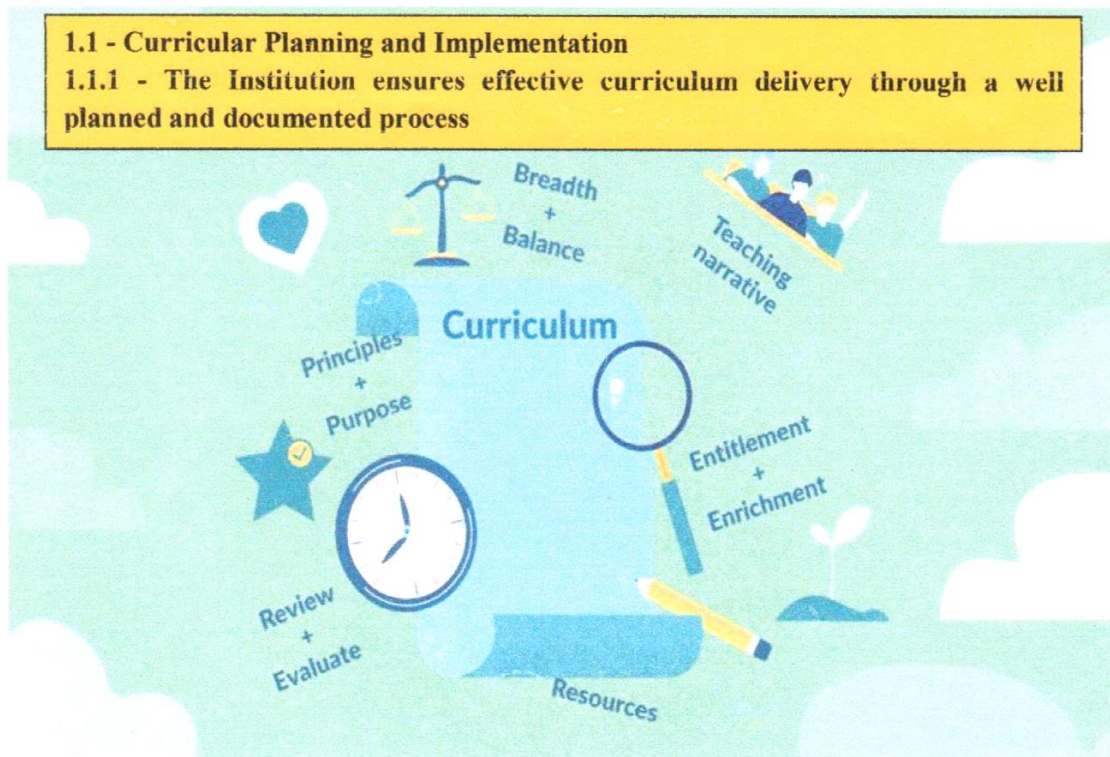 1.1 - Curricular Planning and Implementation
1.1.1 - The Institution ensures effective curriculum delivery through a well
planned and documented process
Breadth
+
Balance
Teaching
narrative
Curriculum
Principles
+
Purpose
Entitlement
+
Enrichment
Review
+
Evaluate
Resources